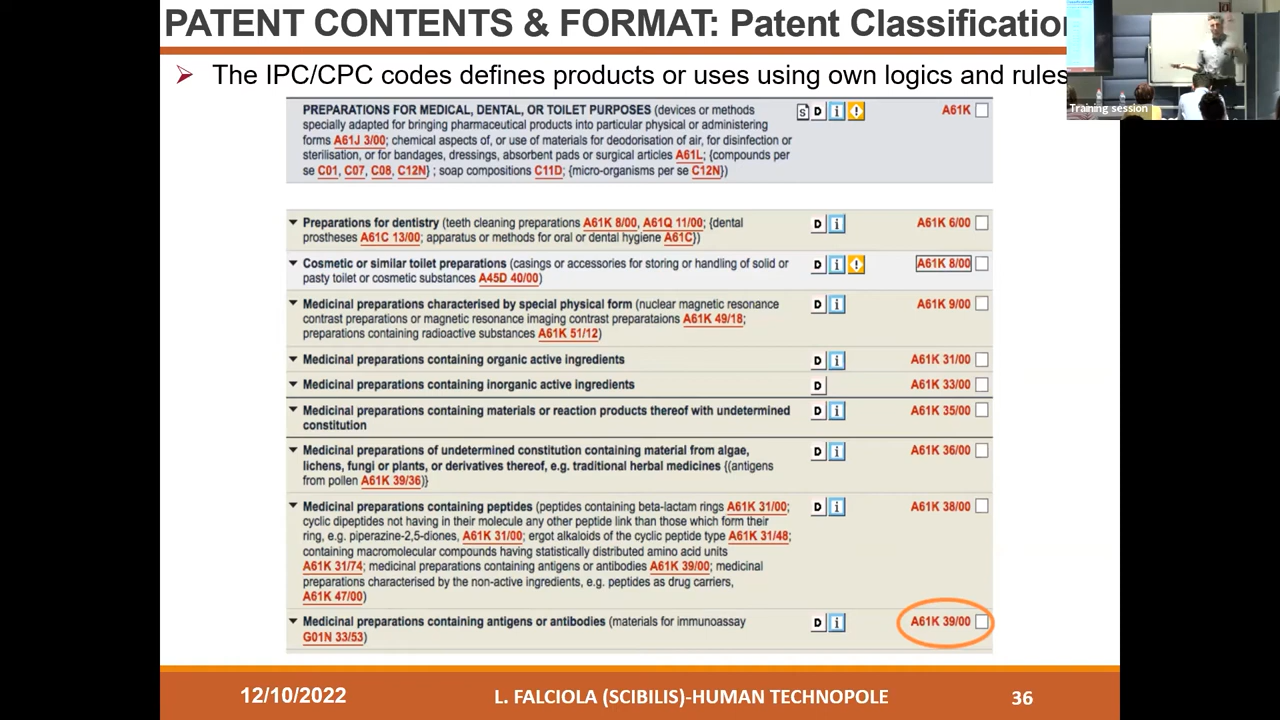 PATENT CONTENTS & FORMAT: Patent Classification
Training session
➤ The IPC/CPC codes defines products or uses using own logics and rules
PREPARATIONS FOR MEDICAL, DENTAL, OR TOILET PURPOSES (devices or methods S D i ! A61K
specially adapted for bringing pharmaceutical products into particular physical or administering
forms A61J 3/00; chemical aspects of, or use of materials for deodorisation of air, for disinfection or
sterilisation, or for bandages, dressings, absorbent pads or surgical articles A61L; {compounds per
se C01, C07, C08, C12N} ; soap compositions C11D; {micro-organisms per se C12N})
Preparations for dentistry (teeth cleaning preparations A61K 8/00, A61Q 11/00; {dental D i A61K 6/00
prostheses A61C 13/00; apparatus or methods for oral or dental hygiene A61C})
Cosmetic or similar toilet preparations (casings or accessories for storing or handling of solid or D i ! A61K 8/00
pasty toilet or cosmetic substances A45D 40/00)
Medicinal preparations characterised by special physical form (nuclear magnetic resonance D i A61K 9/00
contrast preparations or magnetic resonance imaging contrast preparataions A61K 49/18;
preparations containing radioactive substances A61K 51/12)
Medicinal preparations containing organic active ingredients D i A61K 31/00
Medicinal preparations containing inorganic active ingredients D A61K 33/00
Medicinal preparations containing materials or reaction products thereof with undetermined D i A61K 35/00
constitution
Medicinal preparations of undetermined constitution containing material from algae, D i A61K 36/00
lichens, fungi or plants, or derivatives thereof, e.g. traditional herbal medicines {(antigens
from pollen A61K 39/36)}
Medicinal preparations containing peptides (peptides containing beta-lactam rings A61K 31/00; D i A61K 38/00
cyclic dipeptides not having in their molecule any other peptide link than those which form their
ring, e.g. piperazine-2,5-diones, A61K 31/00; ergot alkaloids of the cyclic peptide type A61K 31/48;
containing macromolecular compounds having statistically distributed amino acid units
A61K 31/74; medicinal preparations containing antigens or antibodies A61K 39/00; medicinal
preparations characterised by the non-active ingredients, e.g. peptides as drug carriers,
A61K 47/00)
Medicinal preparations containing antigens or antibodies (materials for immunoassay D i A61K 39/00
G01N 33/53)
12/10/2022 L. FALCIOLA (SCIBILIS)-HUMAN TECHNOPOLE 36